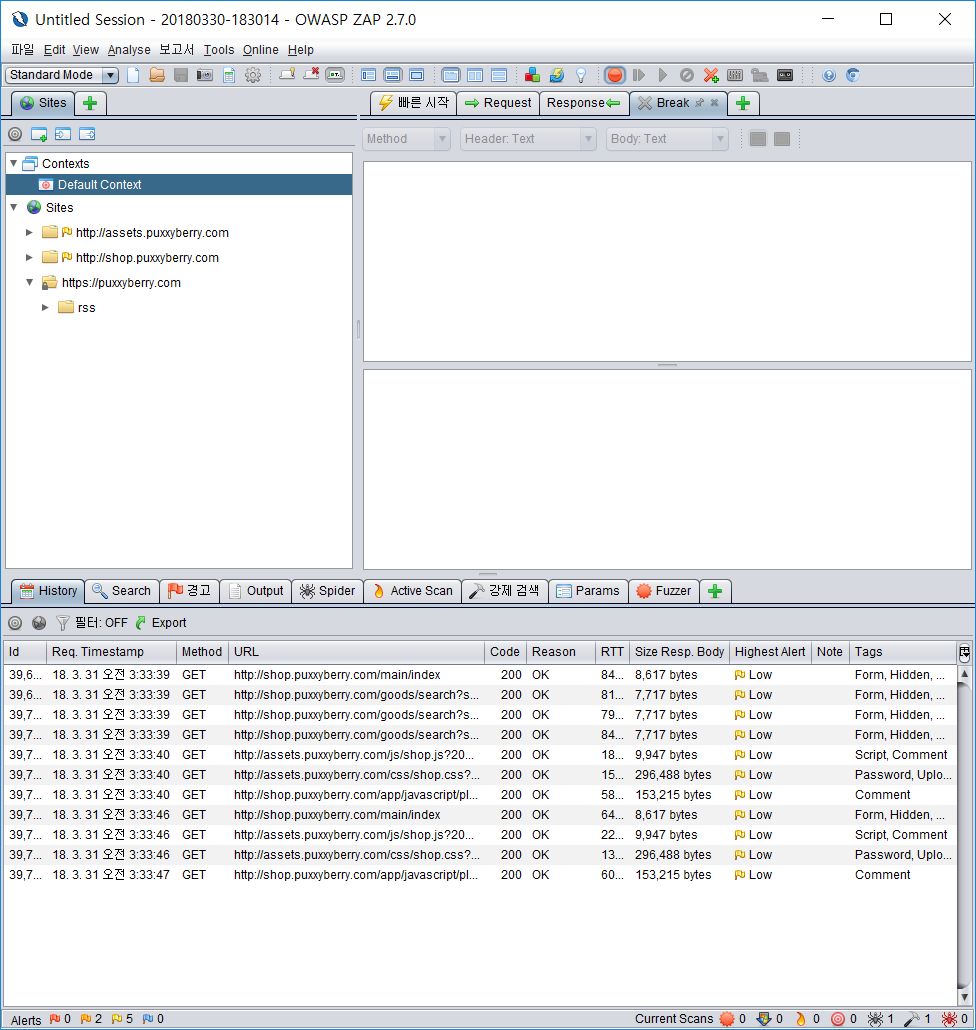 Untitled Session - 20180330-183014 - OWASP ZAP 2.7.0
파일 Edit View Analyse 보고서 Tools Online Help
Standard Mode
Sites
빠른 시작 Request Response Break
Method Header: Text Body: Text
Contexts
Default Context
Sites
http://assets.puxxyberry.com
http://shop.puxxyberry.com
https://puxxyberry.com
rss
History Search 경고 Output Spider Active Scan 강제 검색 Params Fuzzer
필터: OFF Export
Id Req. Timestamp Method URL Code Reason RTT Size Resp. Body Highest Alert Note Tags
39,6... 18. 3. 31 오전 3:33:39 GET http://shop.puxxyberry.com/main/index 200 OK 84... 8,617 bytes Low Form, Hidden, ...
39,6... 18. 3. 31 오전 3:33:39 GET http://shop.puxxyberry.com/goods/search?s... 200 OK 81... 7,717 bytes Low Form, Hidden, ...
39,7... 18. 3. 31 오전 3:33:39 GET http://shop.puxxyberry.com/goods/search?s... 200 OK 79... 7,717 bytes Low Form, Hidden, ...
39,7... 18. 3. 31 오전 3:33:39 GET http://shop.puxxyberry.com/goods/search?s... 200 OK 84... 7,717 bytes Low Form, Hidden, ...
39,7... 18. 3. 31 오전 3:33:40 GET http://assets.puxxyberry.com/js/shop.js?20... 200 OK 18... 9,947 bytes Low Script, Comment
39,7... 18. 3. 31 오전 3:33:40 GET http://assets.puxxyberry.com/css/shop.css?... 200 OK 15... 296,488 bytes Low Password, Uplo...
39,7... 18. 3. 31 오전 3:33:40 GET http://shop.puxxyberry.com/app/javascript/pl... 200 OK 58... 153,215 bytes Low Comment
39,7... 18. 3. 31 오전 3:33:46 GET http://shop.puxxyberry.com/main/index 200 OK 64... 8,617 bytes Low Form, Hidden, ...
39,7... 18. 3. 31 오전 3:33:46 GET http://assets.puxxyberry.com/js/shop.js?20... 200 OK 22... 9,947 bytes Low Script, Comment
39,7... 18. 3. 31 오전 3:33:46 GET http://assets.puxxyberry.com/css/shop.css?... 200 OK 13... 296,488 bytes Low Password, Uplo...
39,7... 18. 3. 31 오전 3:33:47 GET http://shop.puxxyberry.com/app/javascript/pl... 200 OK 60... 153,215 bytes Low Comment
Alerts 0 2 5 0 Current Scans 0 0 0 0 1 1 0